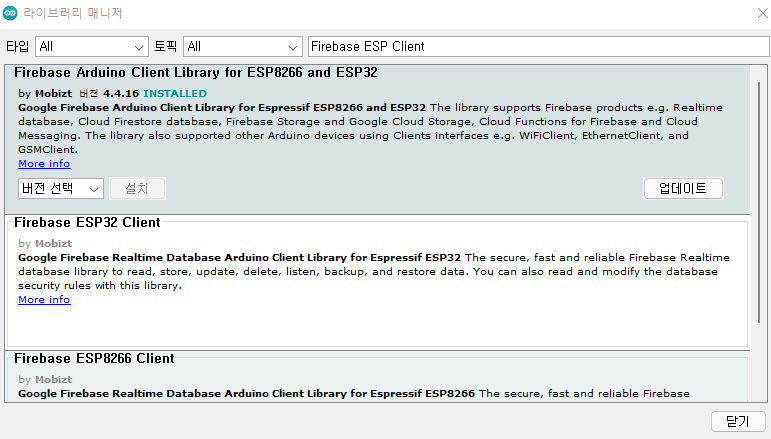 라이브러리 매니저
타입 All 토픽 All Firebase ESP Client
Firebase Arduino Client Library for ESP8266 and ESP32
by Mobizt 버전 4.4.16 INSTALLED
Google Firebase Arduino Client Library for Espressif ESP8266 and ESP32 The library supports Firebase products e.g. Realtime
database, Cloud Firestore database, Firebase Storage and Google Cloud Storage, Cloud Functions for Firebase and Cloud
Messaging. The library also supported other Arduino devices using Clients interfaces e.g. WiFiClient, EthernetClient, and
GSMClient.
More info
버전 선택 설치 업데이트
Firebase ESP32 Client
by Mobizt
Google Firebase Realtime Database Arduino Client Library for Espressif ESP32 The secure, fast and reliable Firebase Realtime
database library to read, store, update, delete, listen, backup, and restore data. You can also read and modify the database
security rules with this library.
More info
Firebase ESP8266 Client
by Mobizt
Google Firebase Realtime Database Arduino Client Library for Espressif ESP8266 The secure, fast and reliable Firebase
닫기